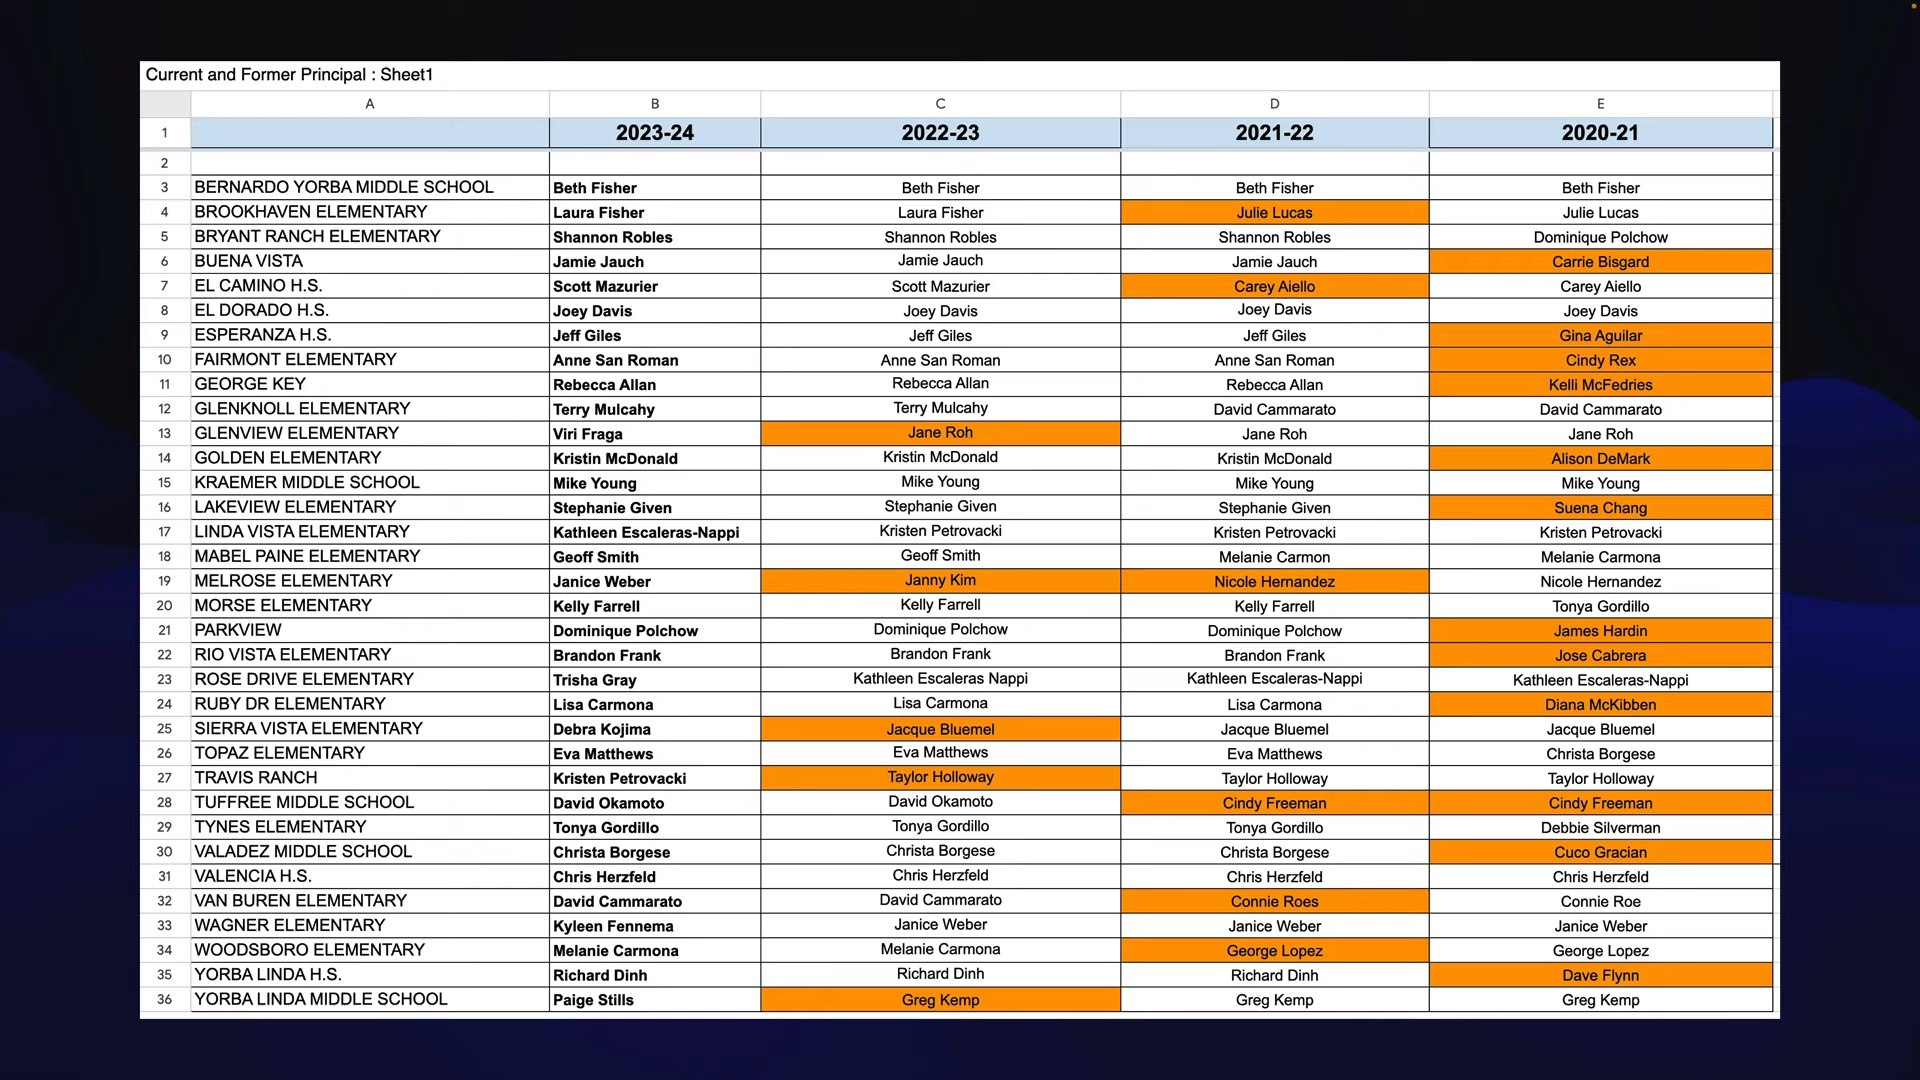 Current and Former Principal : Sheet1
A B C D E
1 2023-24 2022-23 2021-22 2020-21
2
3 BERNARDO YORBA MIDDLE SCHOOL Beth Fisher Beth Fisher Beth Fisher Beth Fisher
4 BROOKHAVEN ELEMENTARY Laura Fisher Laura Fisher Julie Lucas Julie Lucas
5 BRYANT RANCH ELEMENTARY Shannon Robles Shannon Robles Shannon Robles Dominique Polchow
6 BUENA VISTA Jamie Jauch Jamie Jauch Jamie Jauch Carrie Bisgard
7 EL CAMINO H.S. Scott Mazurier Scott Mazurier Carey Aiello Carey Aiello
8 EL DORADO H.S. Joey Davis Joey Davis Joey Davis Joey Davis
9 ESPERANZA H.S. Jeff Giles Jeff Giles Jeff Giles Gina Aguilar
10 FAIRMONT ELEMENTARY Anne San Roman Anne San Roman Anne San Roman Cindy Rex
11 GEORGE KEY Rebecca Allan Rebecca Allan Rebecca Allan Kelli McFedries
12 GLENKNOLL ELEMENTARY Terry Mulcahy Terry Mulcahy David Cammarato David Cammarato
13 GLENVIEW ELEMENTARY Viri Fraga Jane Roh Jane Roh Jane Roh
14 GOLDEN ELEMENTARY Kristin McDonald Kristin McDonald Kristin McDonald Alison DeMark
15 KRAEMER MIDDLE SCHOOL Mike Young Mike Young Mike Young Mike Young
16 LAKEVIEW ELEMENTARY Stephanie Given Stephanie Given Stephanie Given Suena Chang
17 LINDA VISTA ELEMENTARY Kathleen Escaleras-Nappi Kristen Petrovacki Kristen Petrovacki Kristen Petrovacki
18 MABEL PAINE ELEMENTARY Geoff Smith Geoff Smith Melanie Carmon Melanie Carmona
19 MELROSE ELEMENTARY Janice Weber Janny Kim Nicole Hernandez Nicole Hernandez
20 MORSE ELEMENTARY Kelly Farrell Kelly Farrell Kelly Farrell Tonya Gordillo
21 PARKVIEW Dominique Polchow Dominique Polchow Dominique Polchow James Hardin
22 RIO VISTA ELEMENTARY Brandon Frank Brandon Frank Brandon Frank Jose Cabrera
23 ROSE DRIVE ELEMENTARY Trisha Gray Kathleen Escaleras Nappi Kathleen Escaleras-Nappi Kathleen Escaleras-Nappi
24 RUBY DR ELEMENTARY Lisa Carmona Lisa Carmona Lisa Carmona Diana McKibben
25 SIERRA VISTA ELEMENTARY Debra Kojima Jacque Bluemel Jacque Bluemel Jacque Bluemel
26 TOPAZ ELEMENTARY Eva Matthews Eva Matthews Eva Matthews Christa Borgese
27 TRAVIS RANCH Kristen Petrovacki Taylor Holloway Taylor Holloway Taylor Holloway
28 TUFFREE MIDDLE SCHOOL David Okamoto David Okamoto Cindy Freeman Cindy Freeman
29 TYNES ELEMENTARY Tonya Gordillo Tonya Gordillo Tonya Gordillo Debbie Silverman
30 VALADEZ MIDDLE SCHOOL Christa Borgese Christa Borgese Christa Borgese Cuco Gracian
31 VALENCIA H.S. Chris Herzfeld Chris Herzfeld Chris Herzfeld Chris Herzfeld
32 VAN BUREN ELEMENTARY David Cammarato David Cammarato Connie Roes Connie Roe
33 WAGNER ELEMENTARY Kyleen Fennema Janice Weber Janice Weber Janice Weber
34 WOODSBORO ELEMENTARY Melanie Carmona Melanie Carmona George Lopez George Lopez
35 YORBA LINDA H.S. Richard Dinh Richard Dinh Richard Dinh Dave Flynn
36 YORBA LINDA MIDDLE SCHOOL Paige Stills Greg Kemp Greg Kemp Greg Kemp